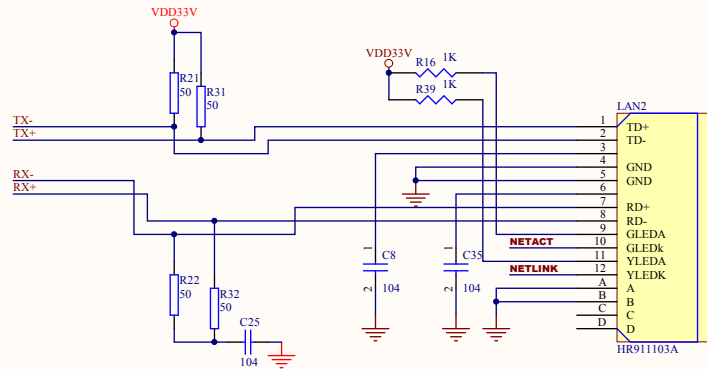 VDD33V
R21
50
R31
50
VDD33V
R16 1K
R39 1K
LAN2
TX-
TX+
RX-
RX+
1 TD+
2 TD-
3
4 GND
5 GND
6
7 RD+
8 RD-
9 GLEDA
NETACT 10 GLEDk
11 YLEDA
NETLINK 12 YLEDK
A A
B B
C C
D D
HR911103A
R22
50
R32
50
C25
104
1 C8
2 104
1 C35
2 104